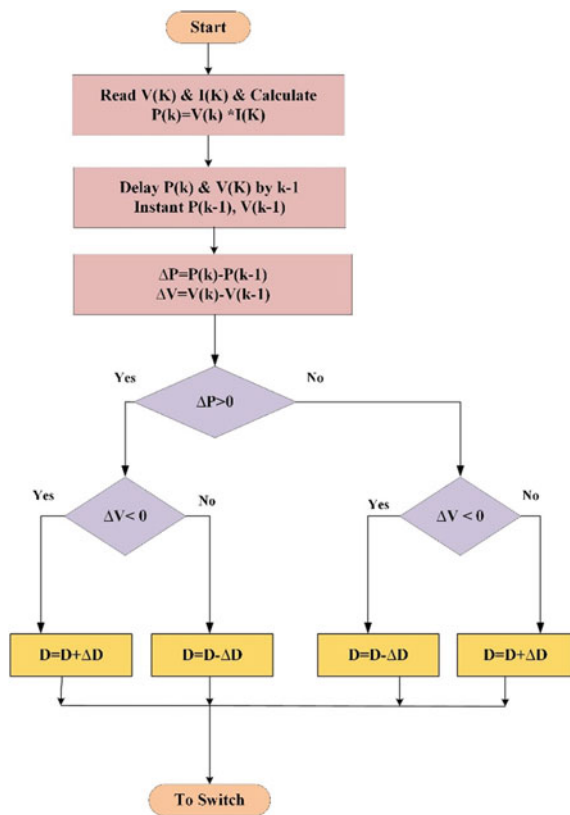 Start
Read V(K) & I(K) & Calculate
P(k)=V(k) *I(K)
Delay P(k) & V(K) by k-1
Instant P(k-1), V(k-1)
ΔP=P(k)-P(k-1)
ΔV=V(k)-V(k-1)
Yes
No
ΔP>0
Yes
No
ΔV< 0
Yes
No
ΔV < 0
D=D+ΔD
D=D-ΔD
D=D-ΔD
D=D+ΔD
To Switch